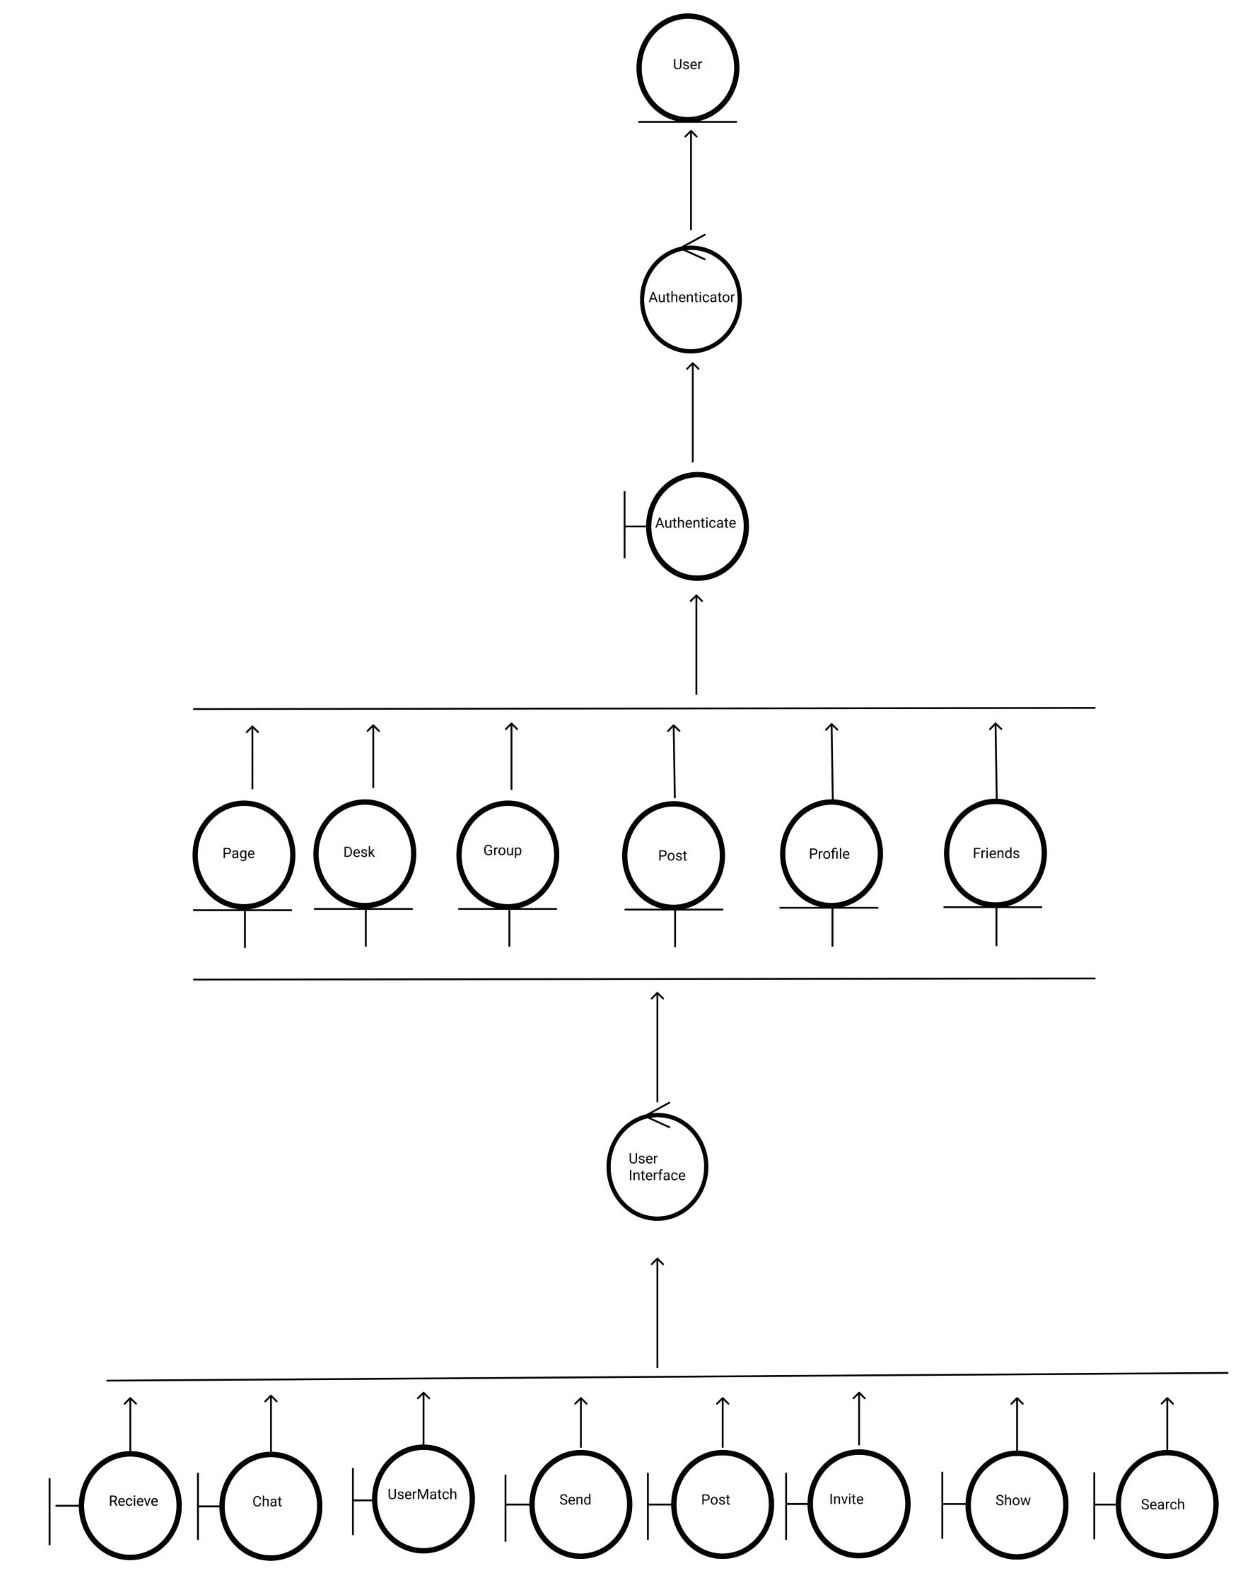 User
Authenticator
Authenticate
Page
Desk
Group
Post
Profile
Friends
User
Interface
Recieve
Chat
UserMatch
Send
Post
Invite
Show
Search